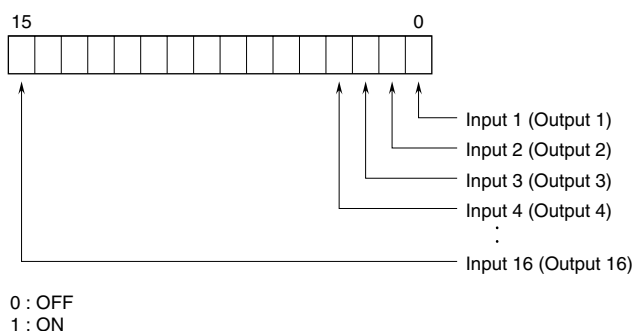 15 0
Input 1 (Output 1)
Input 2 (Output 2)
Input 3 (Output 3)
Input 4 (Output 4)
:
Input 16 (Output 16)
0 : OFF
1 : ON